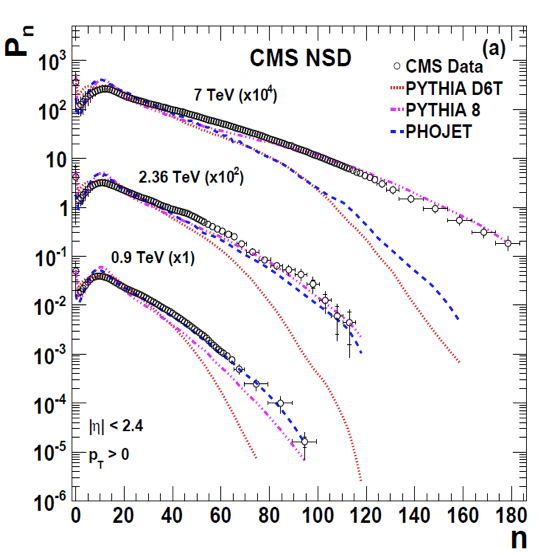 Pn
CMS NSD
(a)
CMS Data
PYTHIA D6T
PYTHIA 8
PHOJET
7 TeV (x10⁴)
2.36 TeV (x10²)
0.9 TeV (x1)
|η| < 2.4
pT > 0
10³
10²
10
1
10⁻¹
10⁻²
10⁻³
10⁻⁴
10⁻⁵
10⁻⁶
0 20 40 60 80 100 120 140 160 180
n